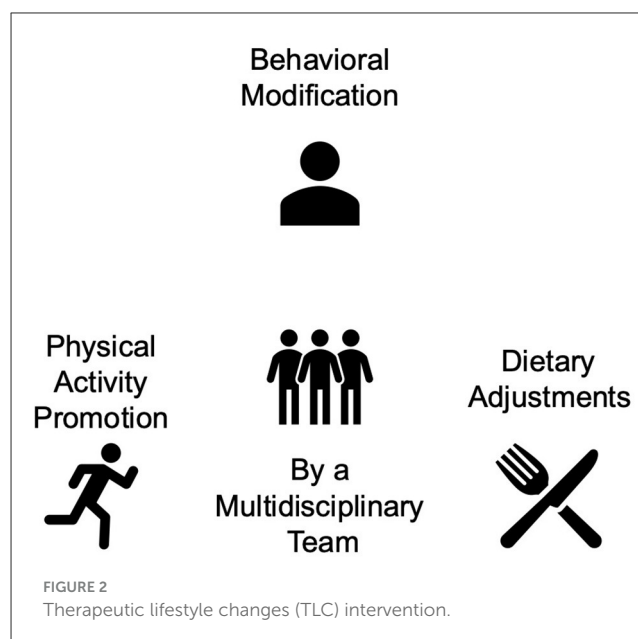 Behavioral
Modification
Physical
Activity
Promotion
By a
Multidisciplinary
Team
Dietary
Adjustments
FIGURE 2
Therapeutic lifestyle changes (TLC) intervention.